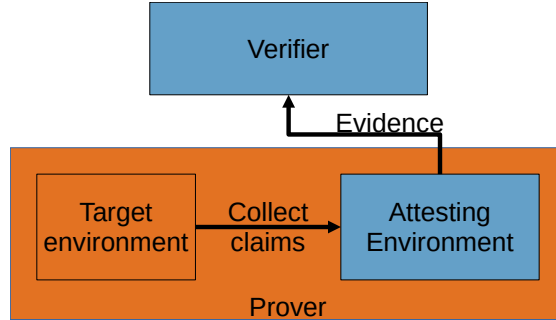 Verifier
Evidence
Target
environment
Collect
claims
Attesting
Environment
Prover